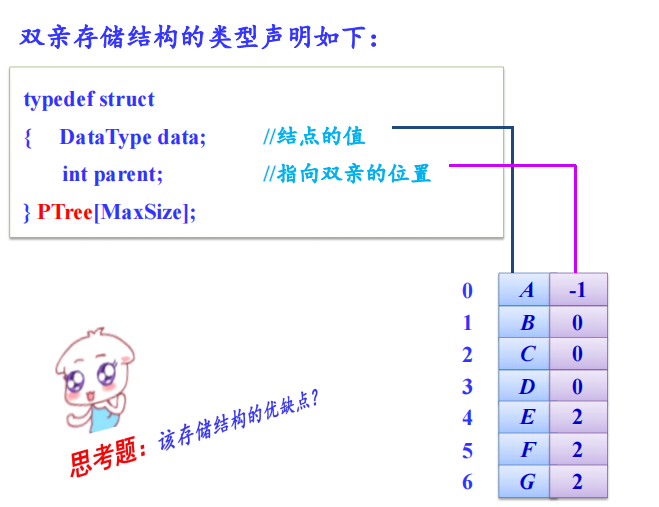 双亲存储结构的类型声明如下：
typedef struct
{ DataType data; //结点的值
int parent; //指向双亲的位置
} PTree[MaxSize];
0 A -1
1 B 0
2 C 0
3 D 0
4 E 2
5 F 2
6 G 2
思考题：该存储结构的优缺点？